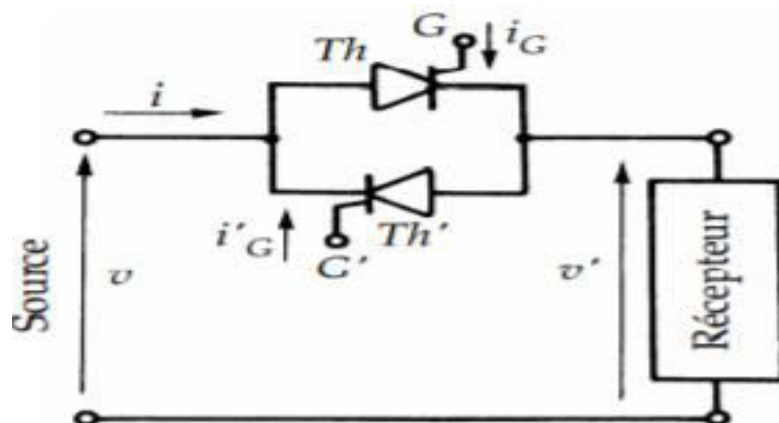 G
Th
i_G
i
Source
v
i'_G
C'
Th'
v'
Récepteur